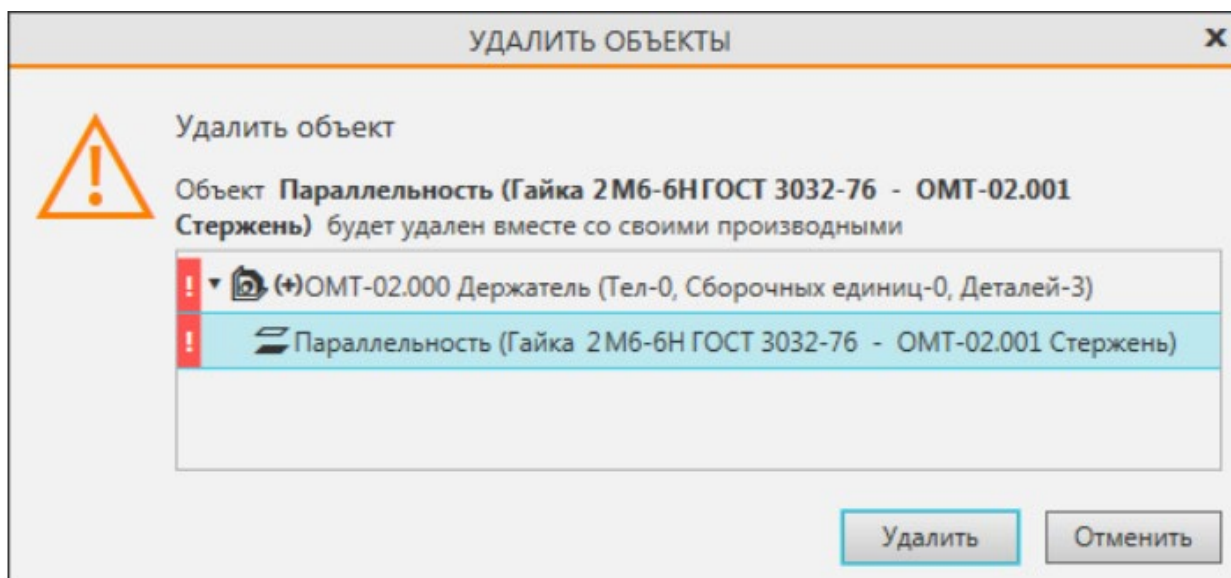 УДАЛИТЬ ОБЪЕКТЫ
x
Удалить объект
Объект Параллельность (Гайка 2М6-6Н ГОСТ 3032-76 - ОМТ-02.001
Стержень) будет удален вместе со своими производными
! (+)ОМТ-02.000 Держатель (Тел-0, Сборочных единиц-0, Деталей-3)
! Параллельность (Гайка 2М6-6Н ГОСТ 3032-76 - ОМТ-02.001 Стержень)
Удалить Отменить